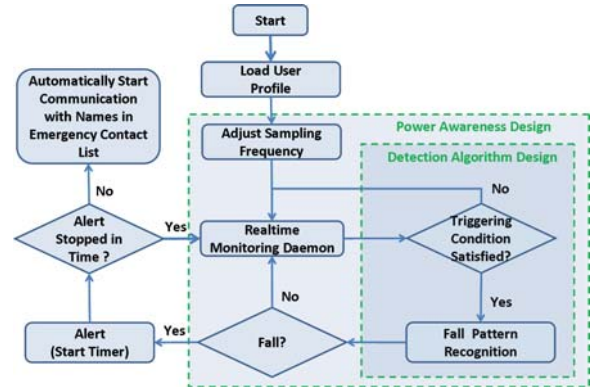 Start
Load User
Profile
Automatically Start
Communication
with Names in
Emergency Contact
List
Power Awareness Design
Adjust Sampling
Frequency
Detection Algorithm Design
No
No
Alert
Stopped in
Time ?
Yes
Realtime
Monitoring Daemon
Triggering
Condition
Satisfied?
No
Yes
Alert
(Start Timer)
Yes
Fall?
Fall Pattern
Recognition